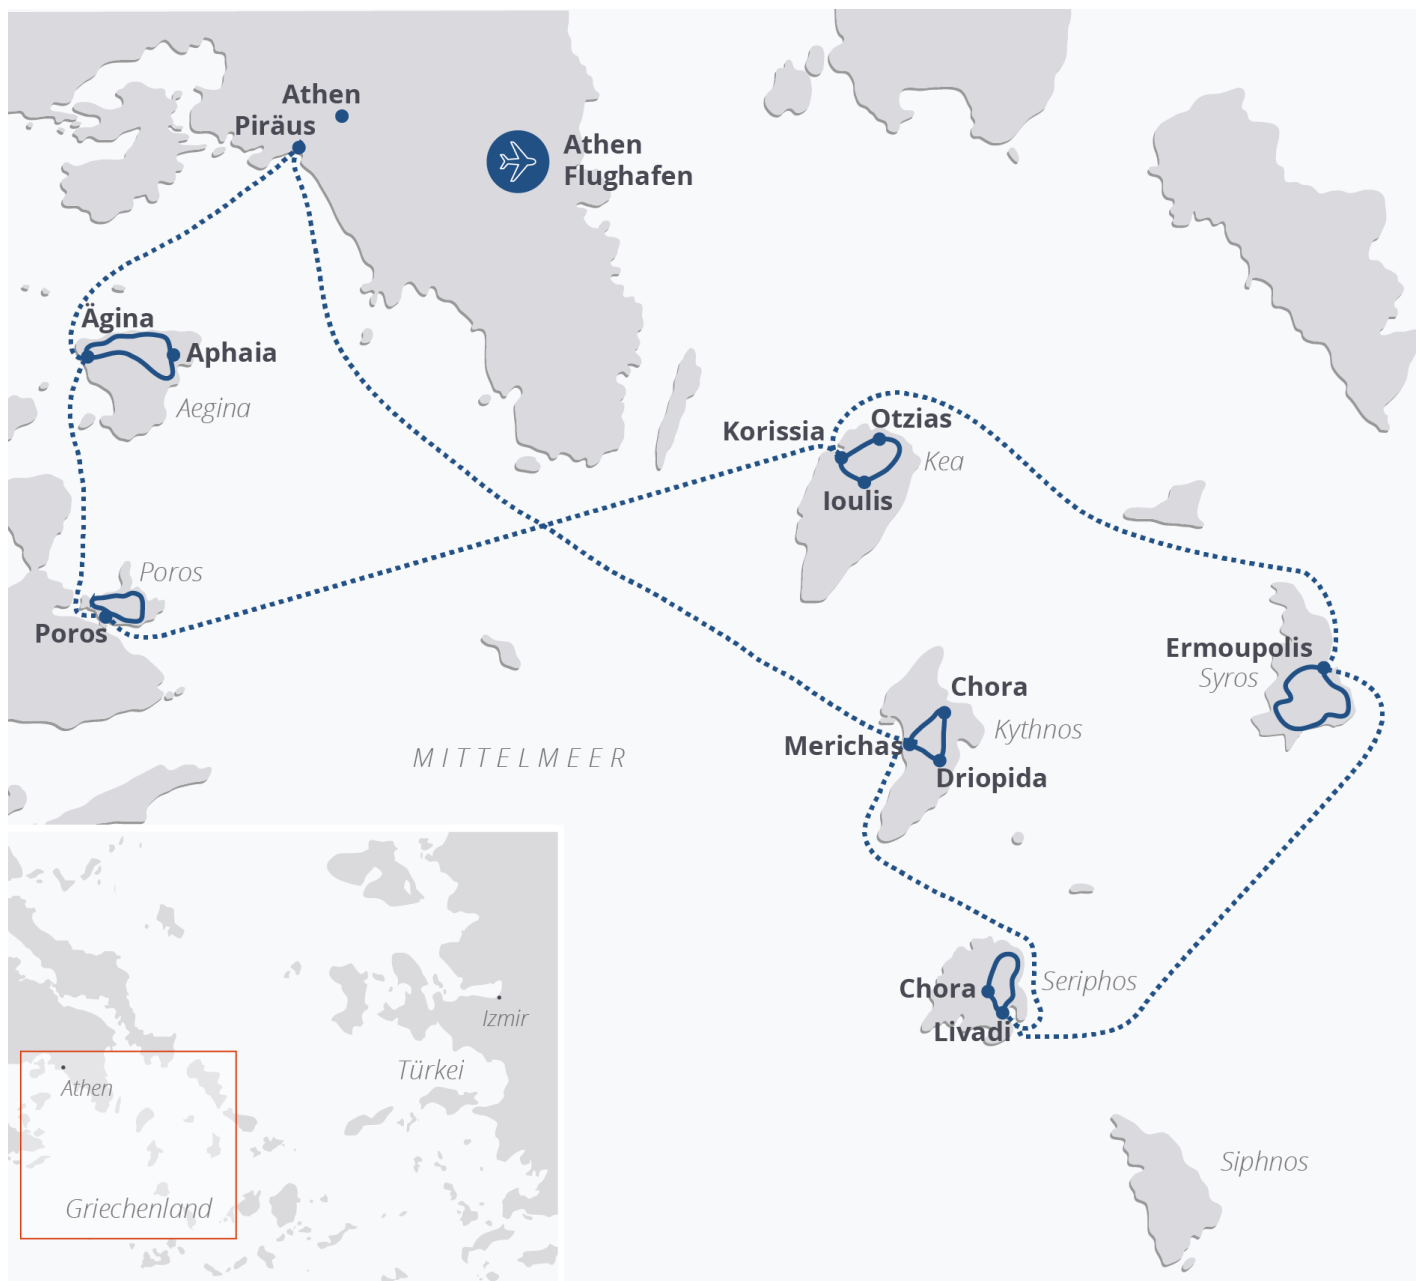 Athen
Piräus
Athen
Flughafen
Ägina
Aphaia
Aegina
Otzias
Korissia
Kea
Ioulis
Poros
Poros
Ermoupolis
Syros
Chora
Kythnos
Merichas
Driopida
MITTELMEER
Chora
Seriphos
Livadi
Izmir
Türkei
Athen
Griechenland
Siphnos